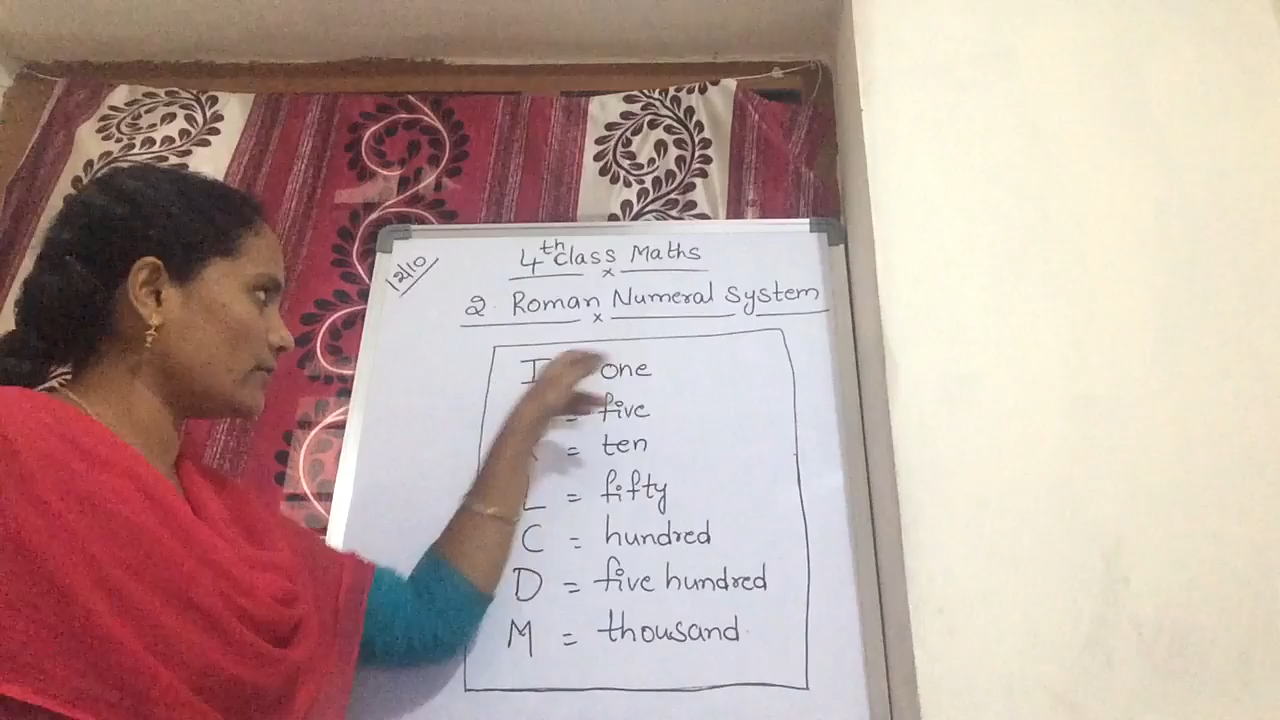 12/10
4th class Maths
2. Roman Numeral System
I one
= five
= ten
L = fifty
C = hundred
D = five hundred
M = thousand